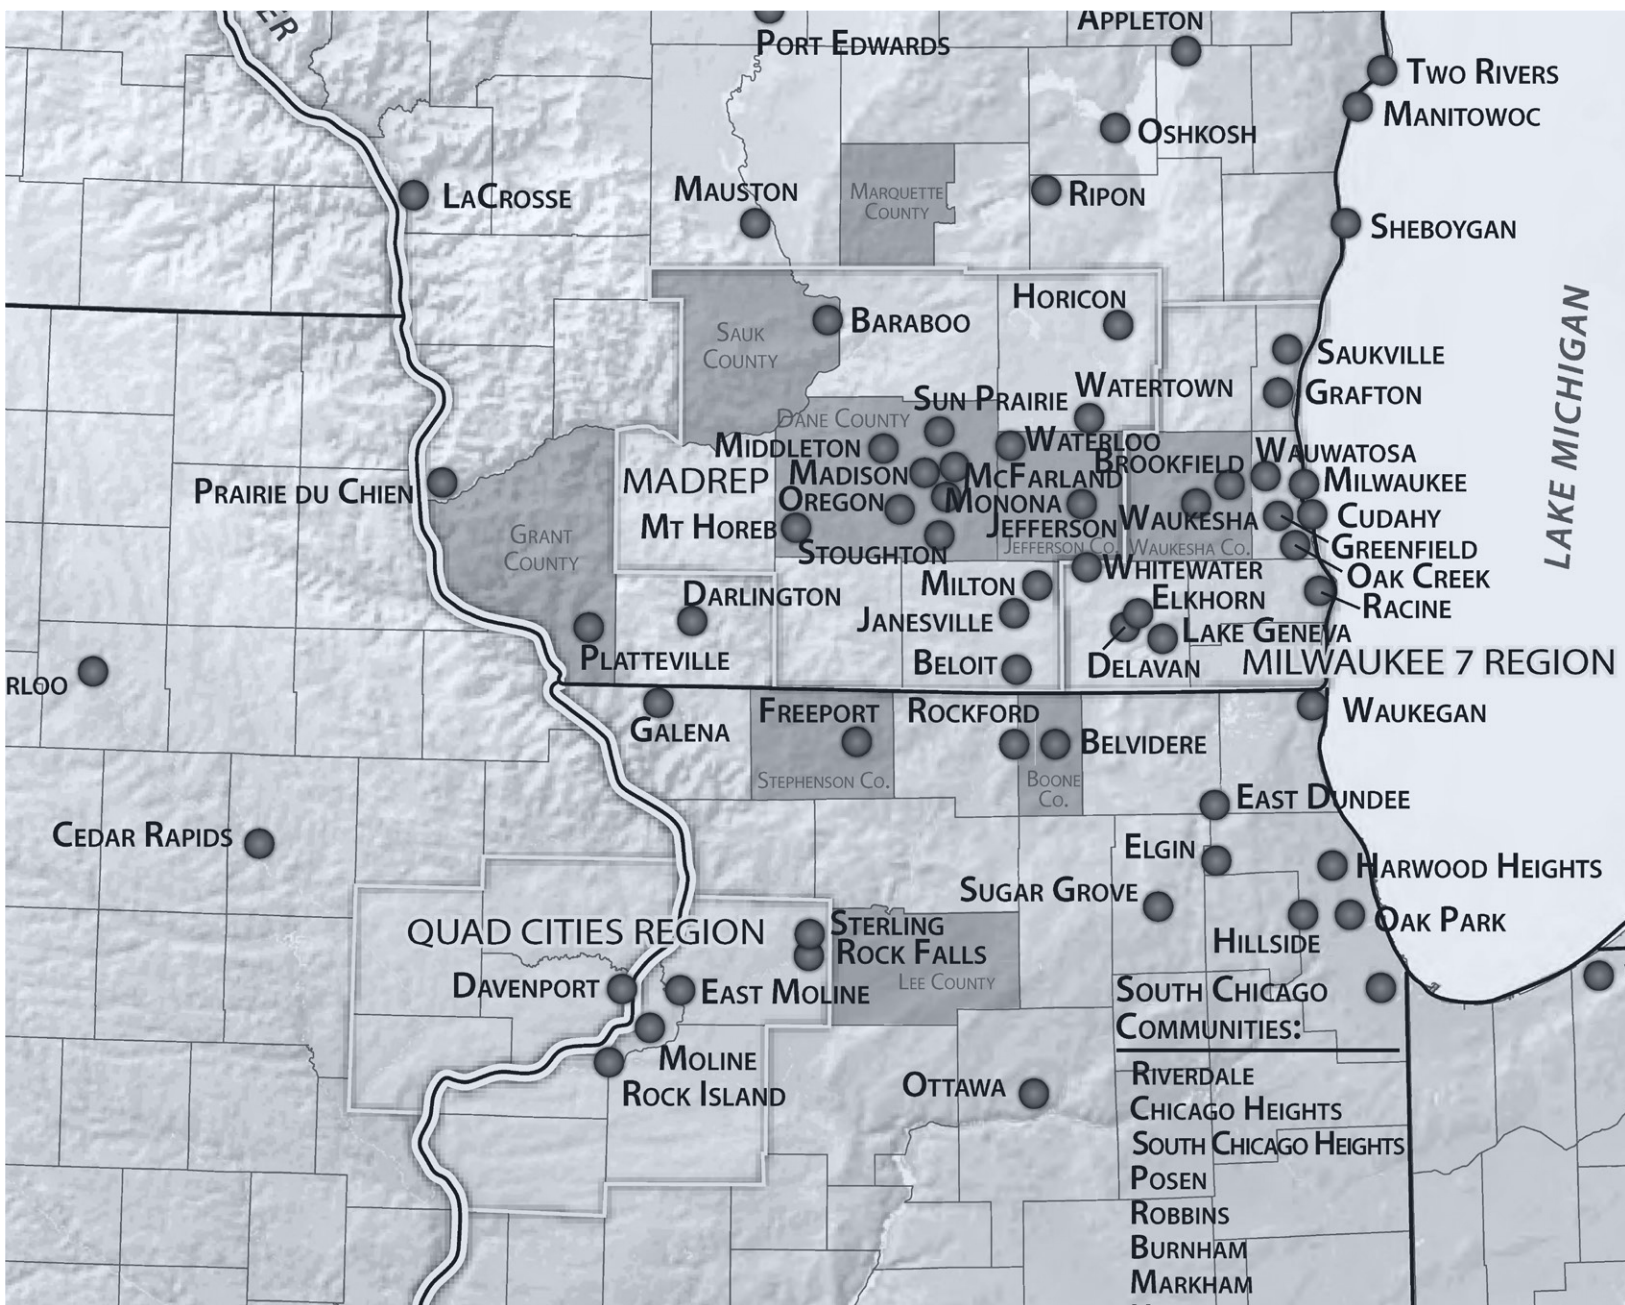 ER
Appleton
Port Edwards
Two Rivers
Manitowoc
Oshkosh
LaCrosse
Mauston
Marquette
County
Ripon
Sheboygan
Horicon
Baraboo
Sauk
County
LAKE MICHIGAN
Saukville
Grafton
Sun Prairie
Watertown
Dane County
Middleton
Waterloo
Wauwatosa
Brookfield
MADREP
Madison
McFarland
Milwaukee
Prairie du Chien
Oregon
Monona
Mt Horeb
Jefferson
Waukesha
Cudahy
Grant
County
Stoughton
Jefferson Co.
Waukesha Co.
Greenfield
Whitewater
Oak Creek
Milton
Darlington
Elkhorn
Racine
Janesville
Lake Geneva
Platteville
Beloit
Delavan
MILWAUKEE 7 REGION
rloo
Galena
Freeport
Rockford
Waukegan
Belvidere
Stephenson Co.
Boone
Co.
East Dundee
Cedar Rapids
Elgin
Harwood Heights
Sugar Grove
QUAD CITIES REGION
Sterling
Oak Park
Rock Falls
Hillside
Lee County
Davenport
East Moline
South Chicago
Communities:
Moline
Rock Island
Ottawa
Riverdale
Chicago Heights
South Chicago Heights
Posen
Robbins
Burnham
Markham